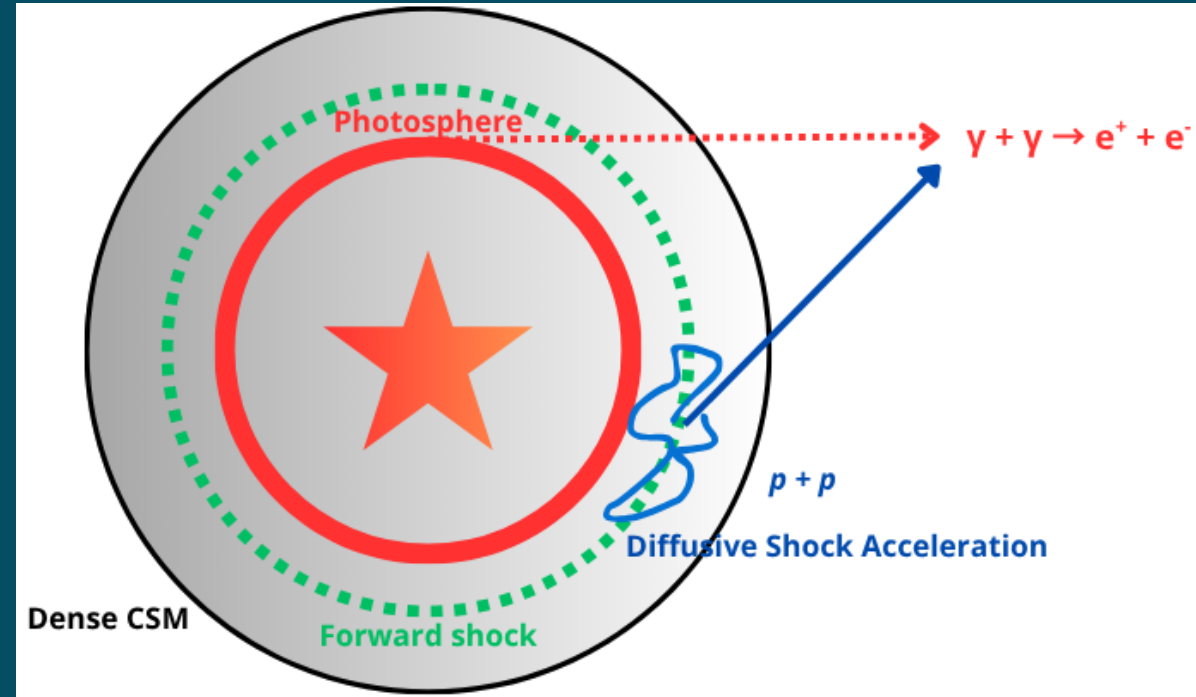 Photosphere
γ + γ → e⁺ + e⁻
p + p
Diffusive Shock Acceleration
Dense CSM
Forward shock